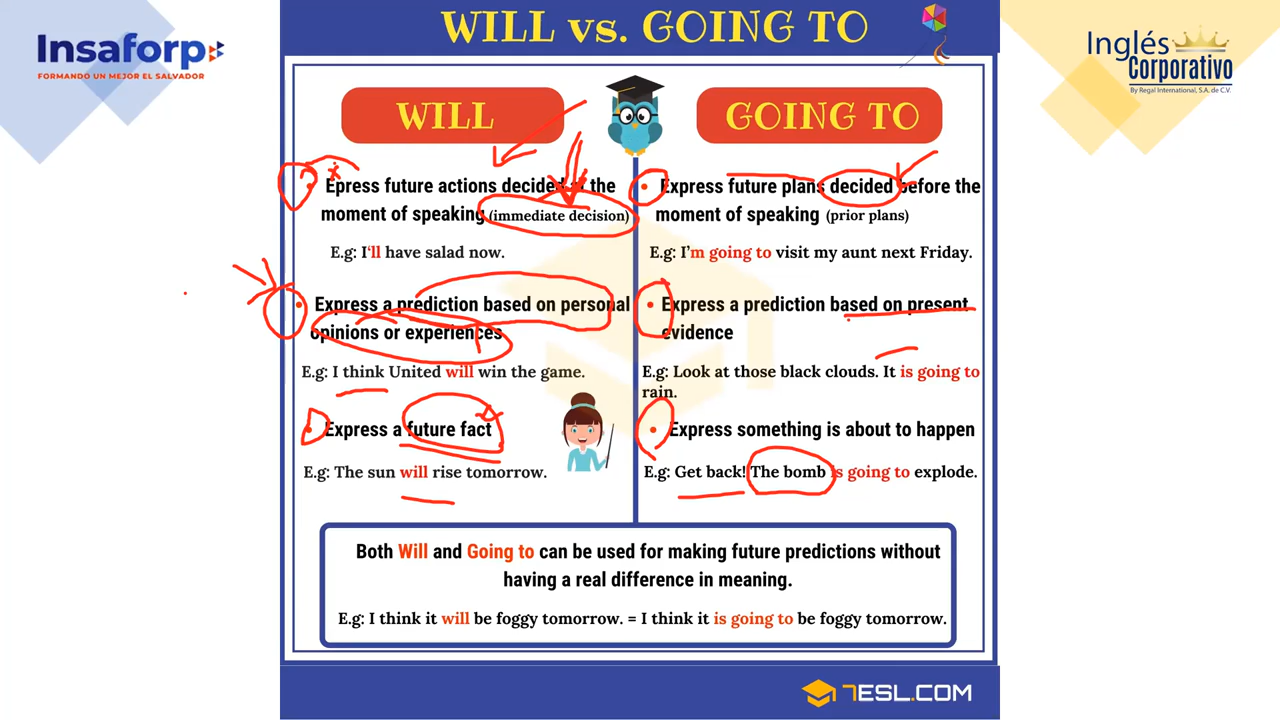 Insaforp
FORMANDO UN MEJOR EL SALVADOR
WILL vs. GOING TO
Inglés
Corporativo
By Regal International, S.A. de C.V.
WILL
Epress future actions decided at the
moment of speaking (immediate decision)
E.g: I'll have salad now.
Express a prediction based on personal
opinions or experiences
E.g: I think United will win the game.
Express a future fact
E.g: The sun will rise tomorrow.
GOING TO
Express future plans decided before the
moment of speaking (prior plans)
E.g: I'm going to visit my aunt next Friday.
Express a prediction based on present
evidence
E.g: Look at those black clouds. It is going to
rain.
Express something is about to happen
E.g: Get back! The bomb is going to explode.
Both Will and Going to can be used for making future predictions without
having a real difference in meaning.
E.g: I think it will be foggy tomorrow. = I think it is going to be foggy tomorrow.
7ESL.COM